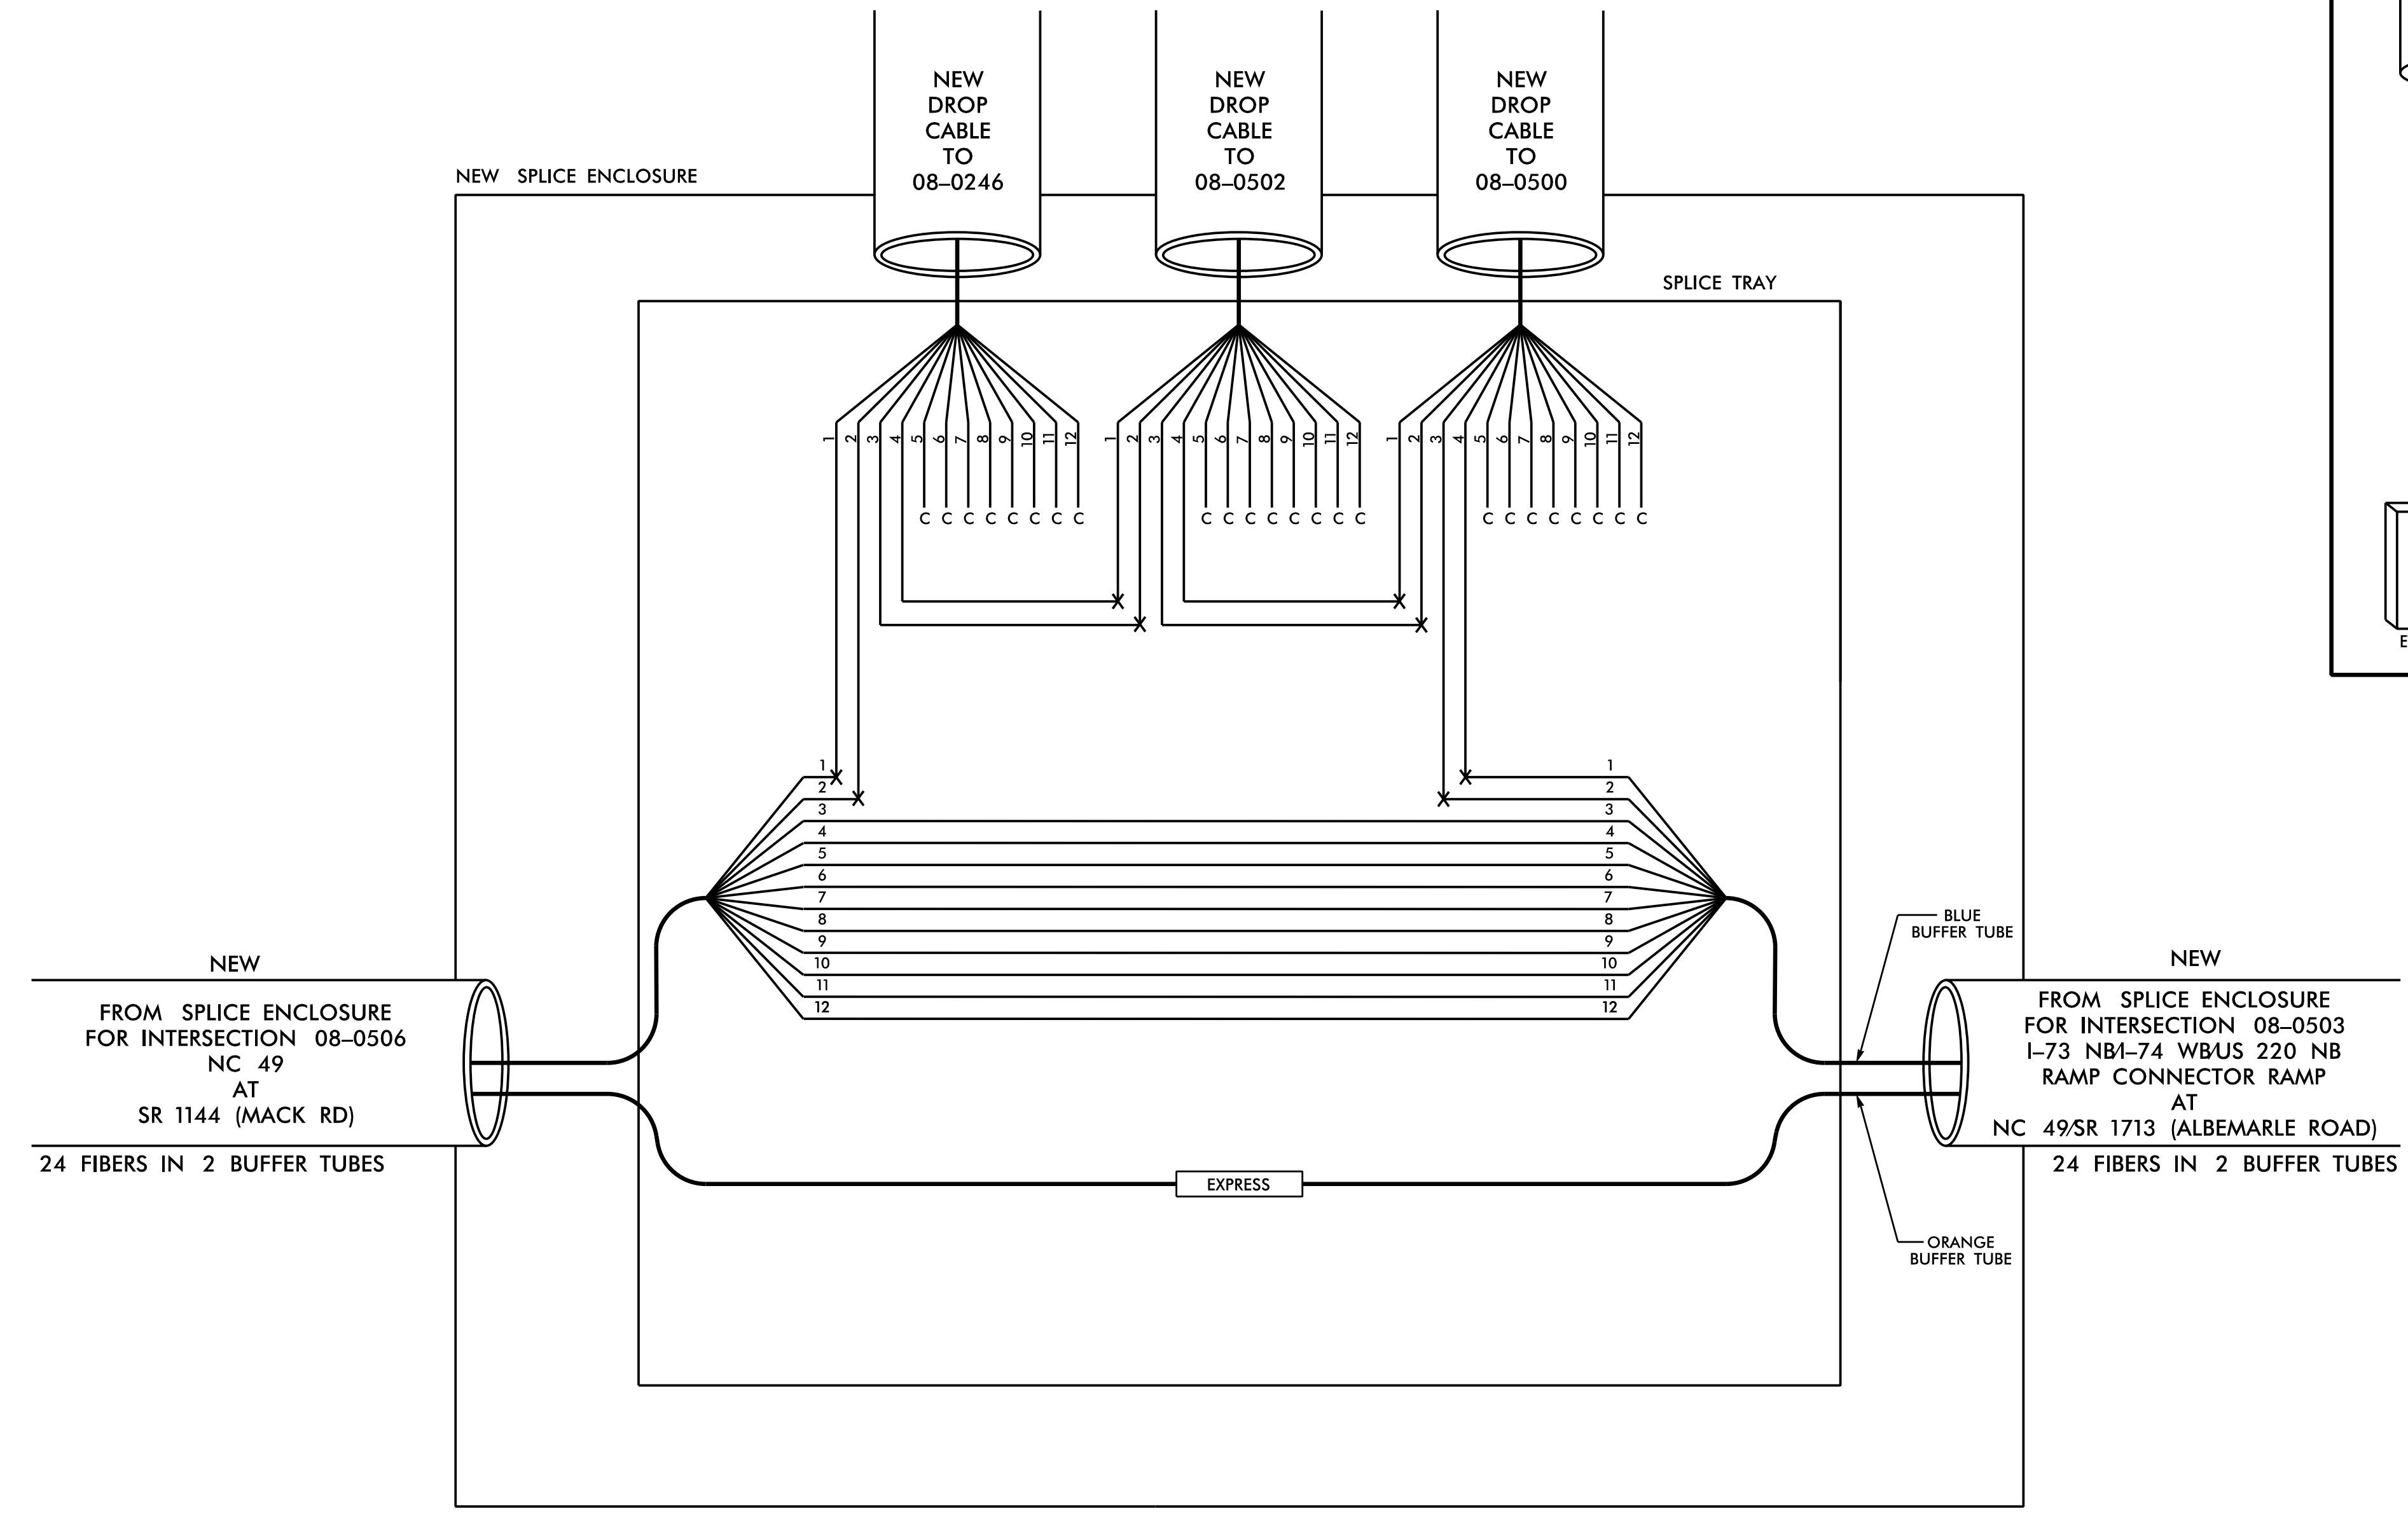 NEW
DROP
CABLE
TO
08–0246
NEW
DROP
CABLE
TO
08–0502
NEW
DROP
CABLE
TO
08–0500
NEW SPLICE ENCLOSURE
SPLICE TRAY
1 2 3 4 5 6 7 8 9 10 11 12
1 2 3 4 5 6 7 8 9 10 11 12
1 2 3 4 5 6 7 8 9 10 11 12
C C C C C C C C
C C C C C C C C
C C C C C C C C
X X
X X
1 X X 1
2 X X 2
3 3
4 4
5 5
6 6
7 7
8 8
9 9
10 10
11 11
12 12
BLUE
BUFFER TUBE
NEW
FROM SPLICE ENCLOSURE
FOR INTERSECTION 08–0506
NC 49
AT
SR 1144 (MACK RD)
24 FIBERS IN 2 BUFFER TUBES
NEW
FROM SPLICE ENCLOSURE
FOR INTERSECTION 08–0503
I–73 NB/I–74 WB/US 220 NB
RAMP CONNECTOR RAMP
AT
NC 49/SR 1713 (ALBEMARLE ROAD)
24 FIBERS IN 2 BUFFER TUBES
EXPRESS
ORANGE
BUFFER TUBE